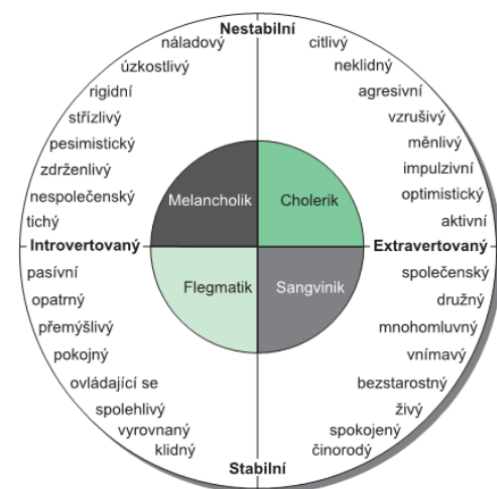 Nestabilní
náladový
citlivý
úzkostlivý
neklidný
rigidní
agresivní
střízlivý
vzrušivý
pesimistický
měnlivý
zdrženlivý
impulzivní
nespolečenský
Melancholik
Cholerik
optimistický
tichý
aktivní
Introvertovaný
Extravertovaný
pasívní
společenský
Flegmatik
Sangvinik
opatrný
družný
přemýšlivý
mnohomluvný
pokojný
vnímavý
ovládající se
bezstarostný
spolehlivý
živý
vyrovnaný
spokojený
klidný
činorodý
Stabilní